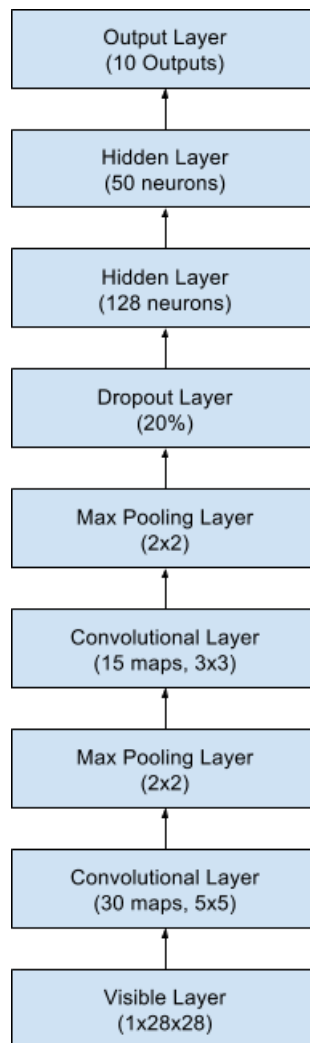 Output Layer
(10 Outputs)
Hidden Layer
(50 neurons)
Hidden Layer
(128 neurons)
Dropout Layer
(20%)
Max Pooling Layer
(2x2)
Convolutional Layer
(15 maps, 3x3)
Max Pooling Layer
(2x2)
Convolutional Layer
(30 maps, 5x5)
Visible Layer
(1x28x28)